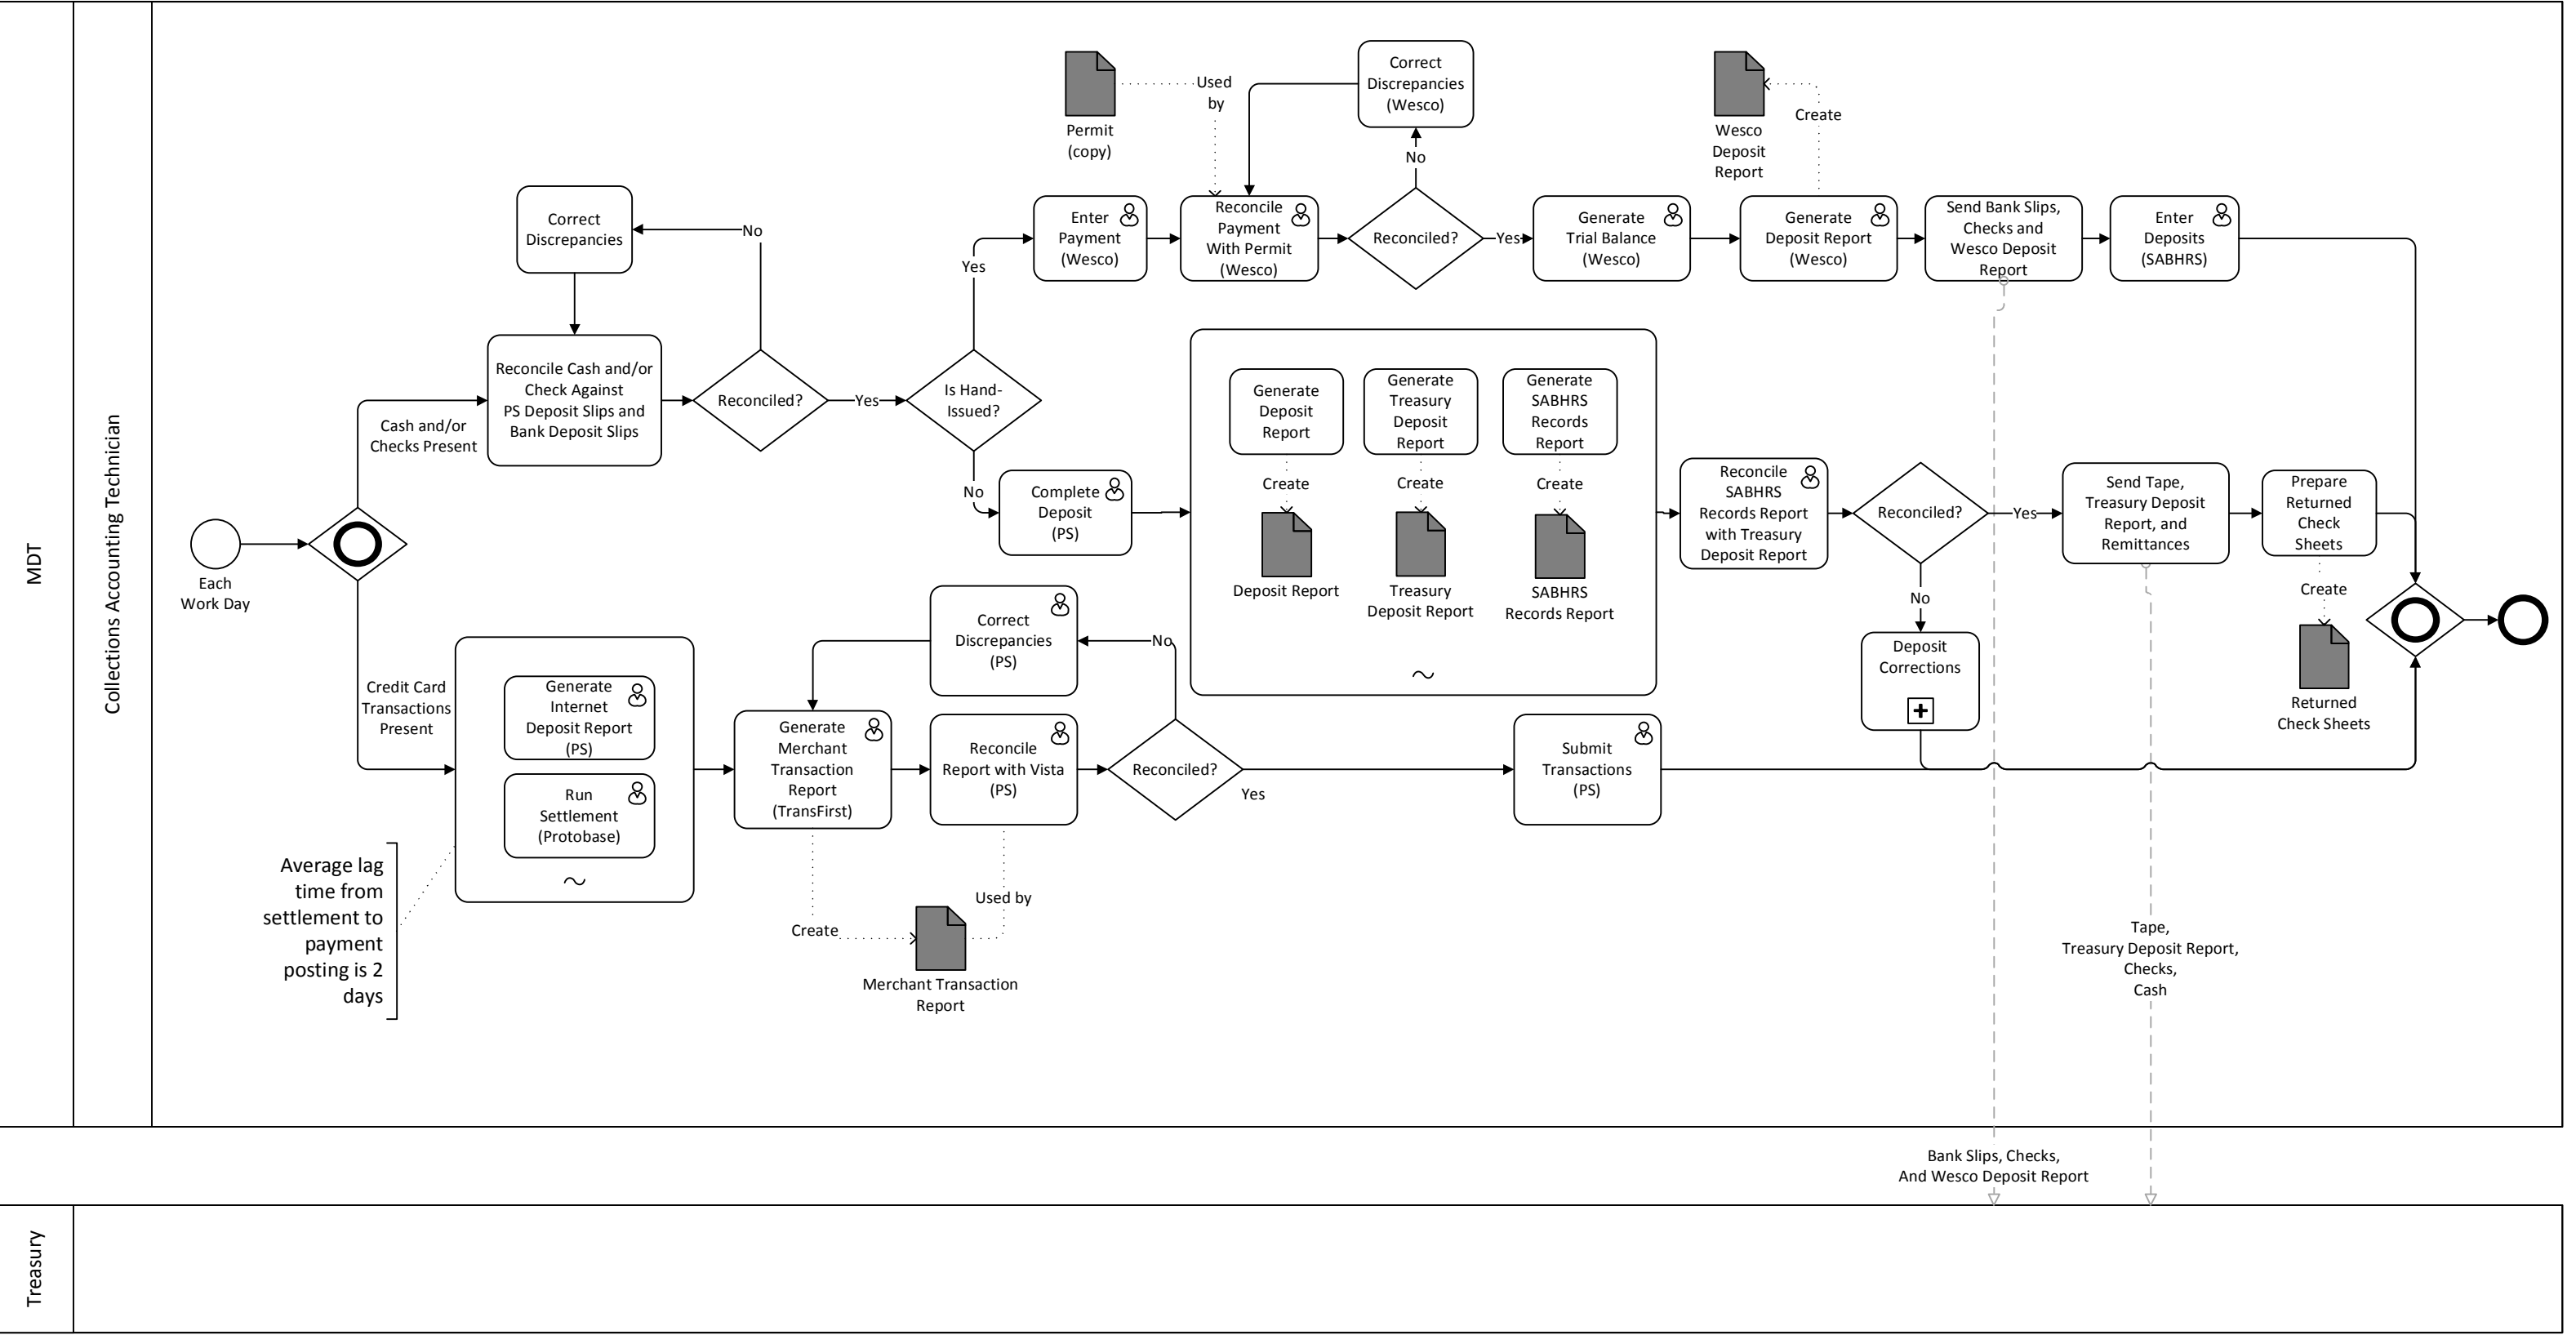 MDT
Collections Accounting Technician
Each
Work Day
Cash and/or
Checks Present
Credit Card
Transactions
Present
Correct
Discrepancies
No
Reconcile Cash and/or
Check Against
PS Deposit Slips and
Bank Deposit Slips
Reconciled?
Yes
Is Hand-
Issued?
Yes
No
Permit
(copy)
Used
by
Enter
Payment
(Wesco)
Reconcile
Payment
With Permit
(Wesco)
Correct
Discrepancies
(Wesco)
No
Reconciled?
Yes
Generate
Trial Balance
(Wesco)
Wesco
Deposit
Report
Create
Generate
Deposit Report
(Wesco)
Send Bank Slips,
Checks and
Wesco Deposit
Report
Enter
Deposits
(SABHRS)
Complete
Deposit
(PS)
Generate
Deposit
Report
Create
Deposit Report
Generate
Treasury
Deposit
Report
Create
Treasury
Deposit Report
Generate
SABHRS
Records
Report
Create
SABHRS
Records Report
Reconcile
SABHRS
Records Report
with Treasury
Deposit Report
Reconciled?
Yes
No
Deposit
Corrections
Send Tape,
Treasury Deposit
Report, and
Remittances
Prepare
Returned
Check
Sheets
Create
Returned
Check Sheets
Generate
Internet
Deposit Report
(PS)
Run
Settlement
(Protobase)
Average lag
time from
settlement to
payment
posting is 2
days
Generate
Merchant
Transaction
Report
(TransFirst)
Correct
Discrepancies
(PS)
No
Reconcile
Report with Vista
(PS)
Reconciled?
Yes
Create
Used by
Merchant Transaction
Report
Submit
Transactions
(PS)
Tape,
Treasury Deposit Report,
Checks,
Cash
Bank Slips, Checks,
And Wesco Deposit Report
Treasury